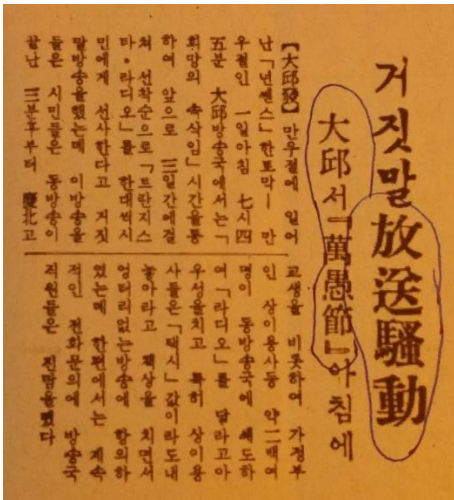 거짓말放送騷動
大邱서『萬愚節』아침에
【大邱發】만우절에 일어
난「넌쎈스」한토막— 만
우절인 一일아침 七시四
五분 大邱방송국에서는「
희망의 속삭임」시간을통
하여 앞으로 三일간에걸
쳐 선착순으로「트란지스
타·라디오」를 한대씩시
민에게 선사한다고 거짓
말방송을했는데 이방송을
들은 시민들은 동방송이
끝난 三분후부터 慶北고
교생을 비롯하여 가정부
인 상이용사등 약二백여
명이 동방송국에 쇄도하
여「라디오」를 달라고아
우성을치고 특히 상이용
사들은「택시」값이라도내
놓아라고 책상을 치면서
엉터리없는방송에 항의하
였는데 한편에서는 계속
적인 전화문의에 방송국
직원들은 진땀을뺐다